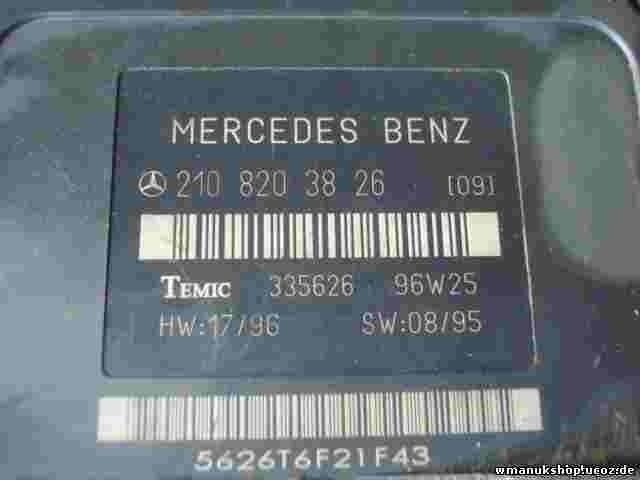 MERCEDES BENZ
210 820 38 26 [09]
TEMIC 335626 96W25
HW:17/96 SW:08/95
5626T6F21F43
wmanukshop.ucoz.de